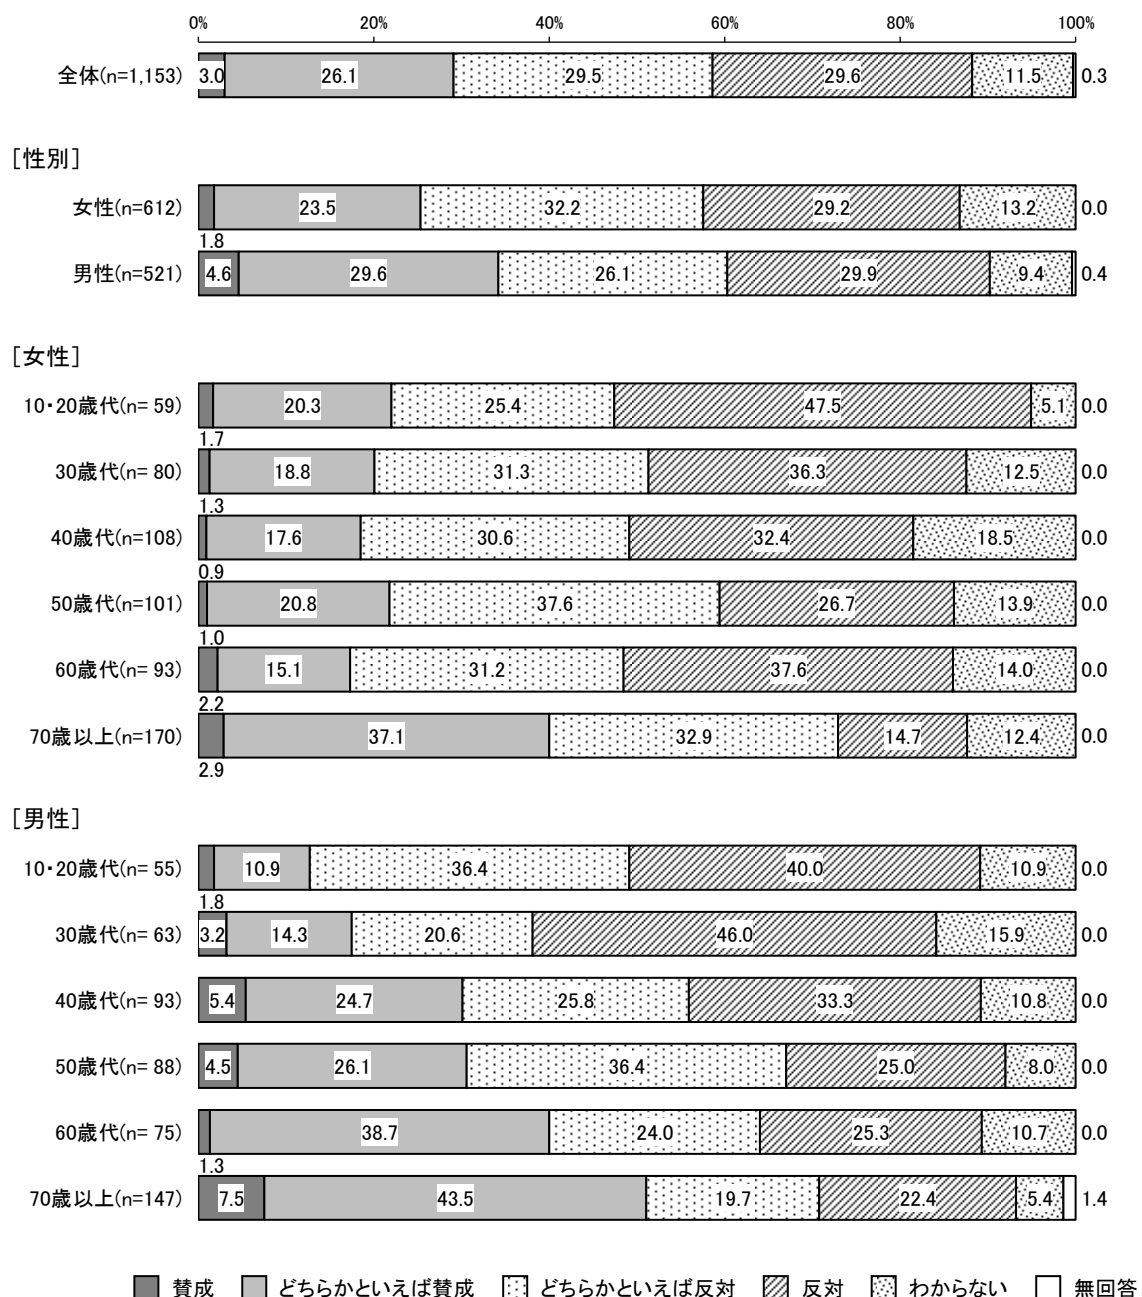 0% 20% 40% 60% 80% 100%
全体(n=1,153) 3.0 26.1 29.5 29.6 11.5 0.3
［性別］
女性(n=612) 23.5 32.2 29.2 13.2 0.0
1.8
男性(n=521) 4.6 29.6 26.1 29.9 9.4 0.4
［女性］
10・20歳代(n= 59) 20.3 25.4 47.5 5.1 0.0
1.7
30歳代(n= 80) 18.8 31.3 36.3 12.5 0.0
1.3
40歳代(n=108) 17.6 30.6 32.4 18.5 0.0
0.9
50歳代(n=101) 20.8 37.6 26.7 13.9 0.0
1.0
60歳代(n= 93) 15.1 31.2 37.6 14.0 0.0
2.2
70歳以上(n=170) 37.1 32.9 14.7 12.4 0.0
2.9
［男性］
10・20歳代(n= 55) 10.9 36.4 40.0 10.9 0.0
1.8
30歳代(n= 63) 3.2 14.3 20.6 46.0 15.9 0.0
40歳代(n= 93) 5.4 24.7 25.8 33.3 10.8 0.0
50歳代(n= 88) 4.5 26.1 36.4 25.0 8.0 0.0
60歳代(n= 75) 38.7 24.0 25.3 10.7 0.0
1.3
70歳以上(n=147) 7.5 43.5 19.7 22.4 5.4 1.4
賛成 どちらかといえば賛成 どちらかといえば反対 反対 わからない 無回答